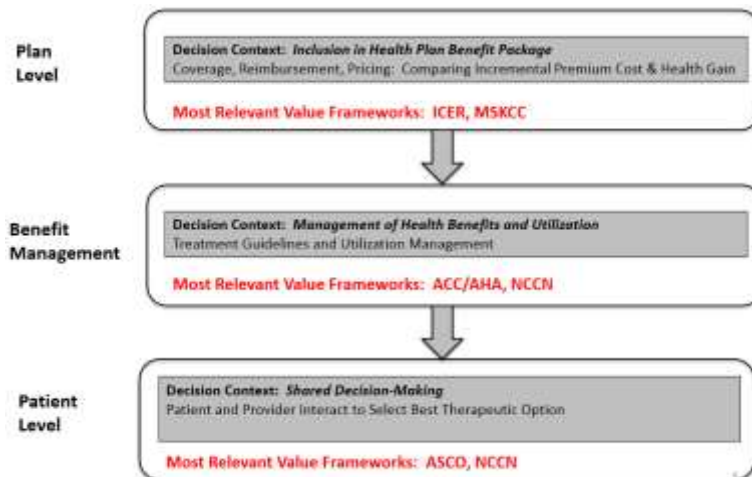 Plan
Level
Decision Context: Inclusion in Health Plan Benefit Package
Coverage, Reimbursement, Pricing: Comparing Incremental Premium Cost & Health Gain
Most Relevant Value Frameworks: ICER, MSKCC
Benefit
Management
Decision Context: Management of Health Benefits and Utilization
Treatment Guidelines and Utilization Management
Most Relevant Value Frameworks: ACC/AHA, NCCN
Patient
Level
Decision Context: Shared Decision-Making
Patient and Provider Interact to Select Best Therapeutic Option
Most Relevant Value Frameworks: ASCO, NCCN